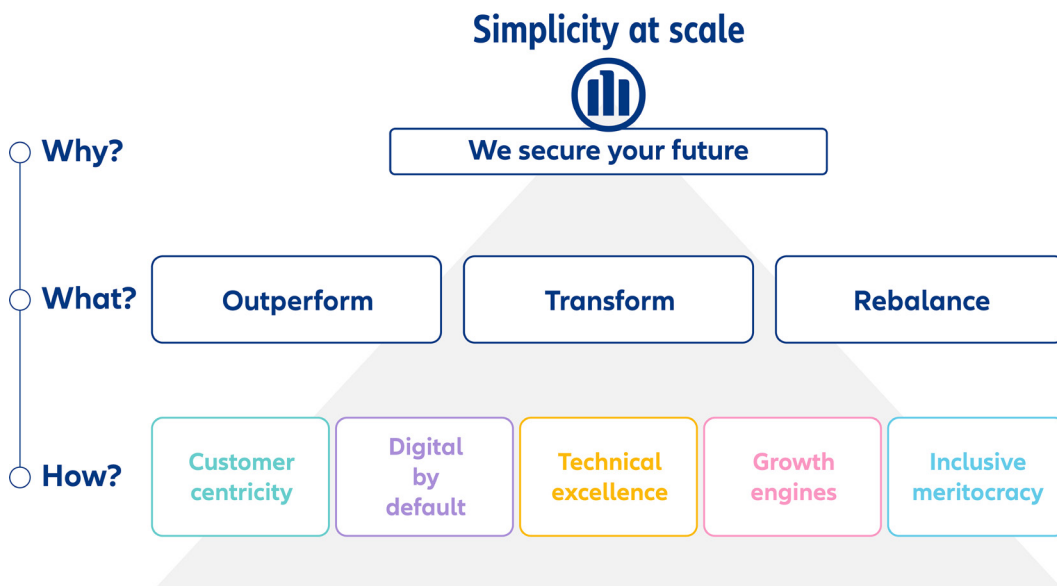 Simplicity at scale
Why?
We secure your future
What?
Outperform
Transform
Rebalance
How?
Customer
centricity
Digital
by
default
Technical
excellence
Growth
engines
Inclusive
meritocracy